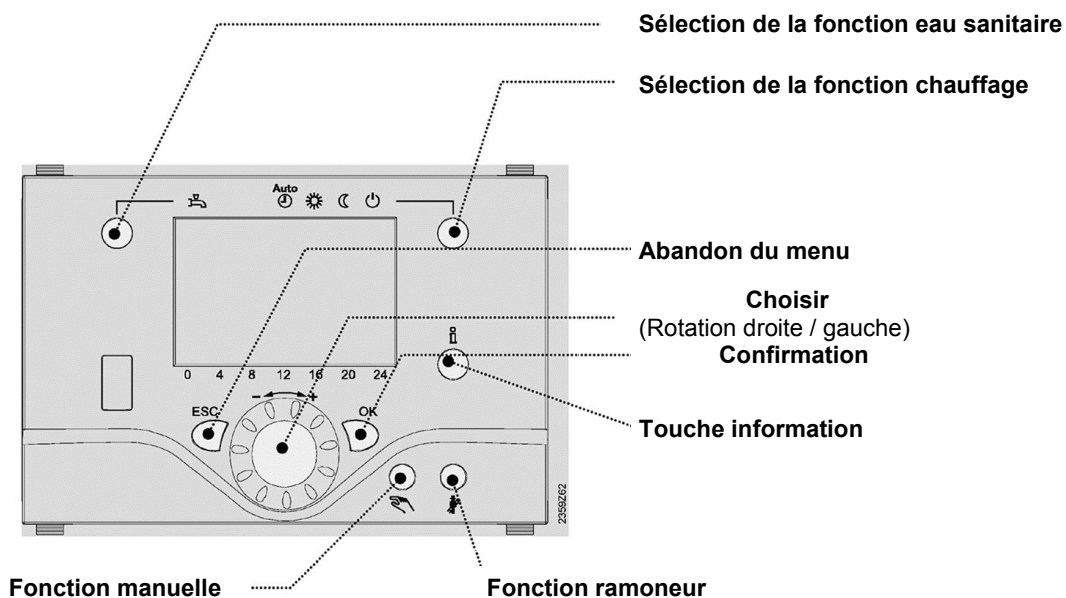 Sélection de la fonction eau sanitaire
Sélection de la fonction chauffage
Auto
Abandon du menu
Choisir
(Rotation droite / gauche)
Confirmation
0 4 8 12 16 20 24
- +
ESC
OK
Touche information
2359Z62
Fonction manuelle
Fonction ramoneur